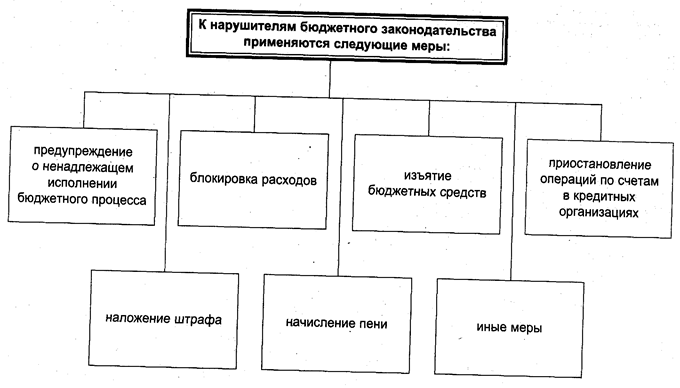 К нарушителям бюджетного законодательства
применяются следующие меры:
предупреждение
о ненадлежащем
исполнении
бюджетного процесса
блокировка расходов
изъятие
бюджетных средств
приостановление
операций по счетам
в кредитных
организациях
наложение штрафа
начисление пени
иные меры